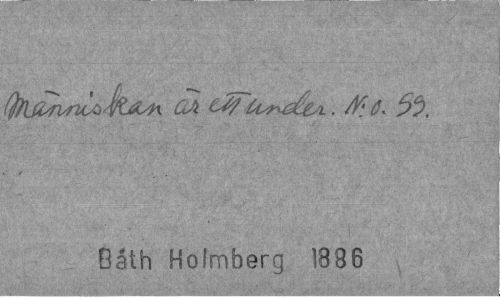 Människan är ett under. N:o. 59.
Båth Holmberg 1886